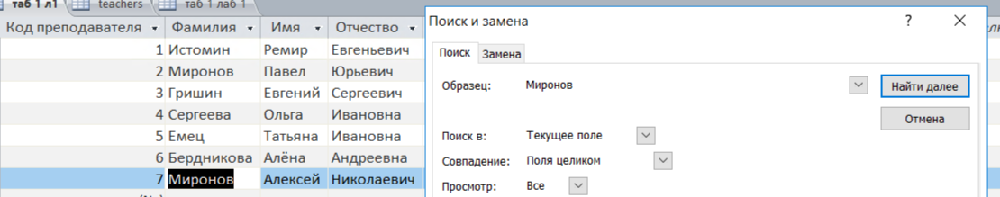 таб 1 л1 teachers таб 1 лаб 1
Код преподавателя Фамилия Имя Отчество
1 Истомин Ремир Евгеньевич
2 Миронов Павел Юрьевич
3 Гришин Евгений Сергеевич
4 Сергеева Ольга Ивановна
5 Емец Татьяна Ивановна
6 Бердникова Алёна Андреевна
7 Миронов Алексей Николаевич
Поиск и замена ?
Поиск Замена
Образец: Миронов Найти далее
Отмена
Поиск в: Текущее поле
Совпадение: Поля целиком
Просмотр: Все